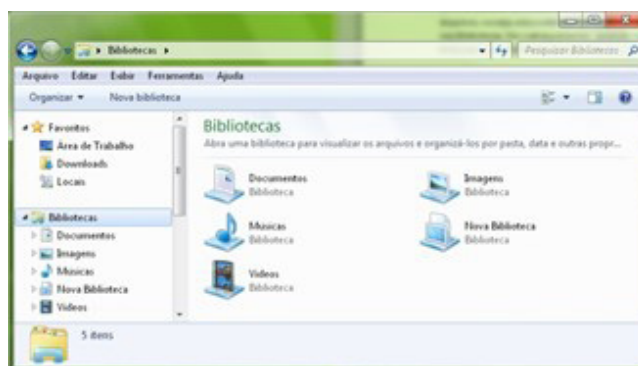 Bibliotecas
Pesquisar Bibliotecas
Arquivo Editar Exibir Ferramentas Ajuda
Organizar Nova biblioteca
Favoritos
Área de Trabalho
Downloads
Locais
Bibliotecas
Documentos
Imagens
Músicas
Nova Biblioteca
Vídeos
Bibliotecas
Abra uma biblioteca para visualizar os arquivos e organizá-los por pasta, data e outras propr...
Documentos
Biblioteca
Imagens
Biblioteca
Músicas
Biblioteca
Nova Biblioteca
Biblioteca
Vídeos
Biblioteca
5 itens